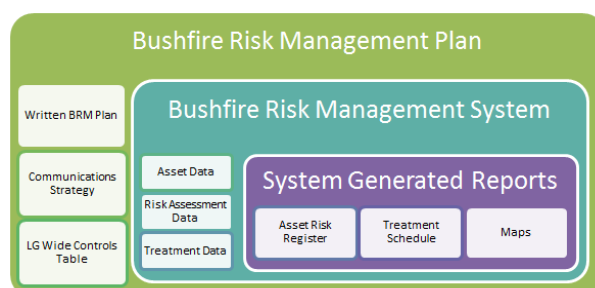 Bushfire Risk Management Plan
Written BRM Plan
Communications
Strategy
LG Wide Controls
Table
Bushfire Risk Management System
Asset Data
Risk Assessment
Data
Treatment Data
System Generated Reports
Asset Risk
Register
Treatment
Schedule
Maps